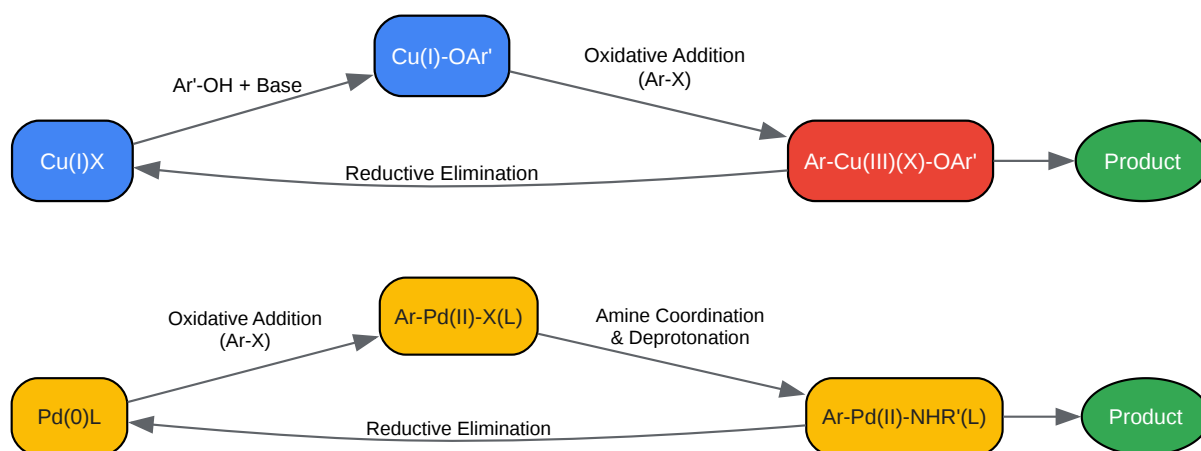 Cu(I)-OAr'
Ar'-OH + Base
Oxidative Addition
(Ar-X)
Cu(I)X
Reductive Elimination
Ar-Cu(III)(X)-OAr'
Product
Oxidative Addition
(Ar-X)
Ar-Pd(II)-X(L)
Amine Coordination
& Deprotonation
Pd(0)L
Reductive Elimination
Ar-Pd(II)-NHR'(L)
Product